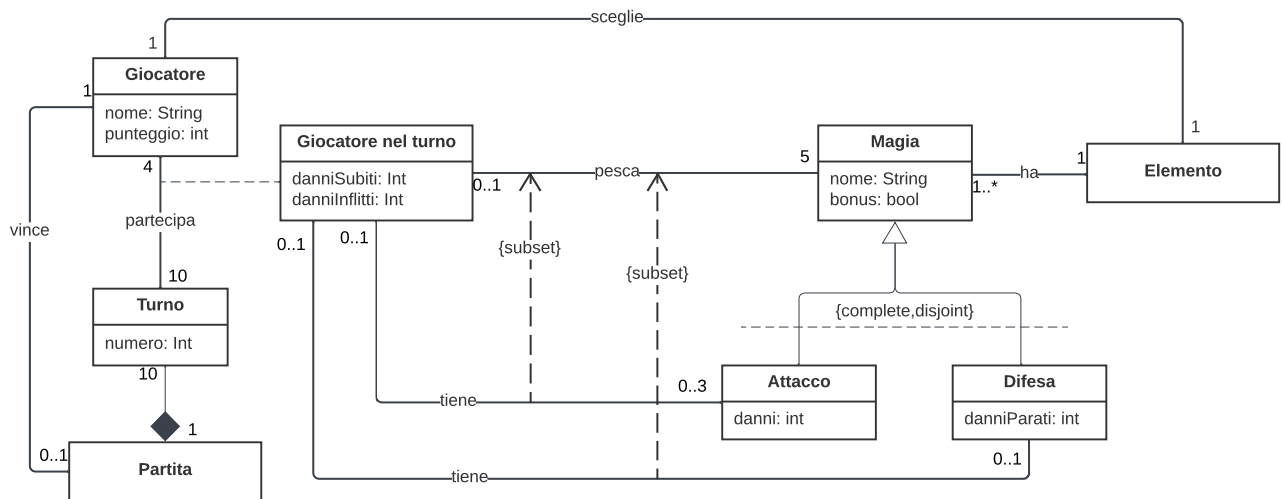 sceglie
1
Giocatore
nome: String
punteggio: int
1
4
Giocatore nel turno
danniSubiti: Int
danniInflitti: Int
0..1
pesca
5
Magia
nome: String
bonus: bool
1..*
ha
1
1
Elemento
partecipa
vince
0..1
0..1
{subset}
{subset}
10
Turno
numero: Int
10
{complete,disjoint}
0..3
Attacco
danni: int
Difesa
danniParati: int
tiene
1
0..1
Partita
0..1
tiene